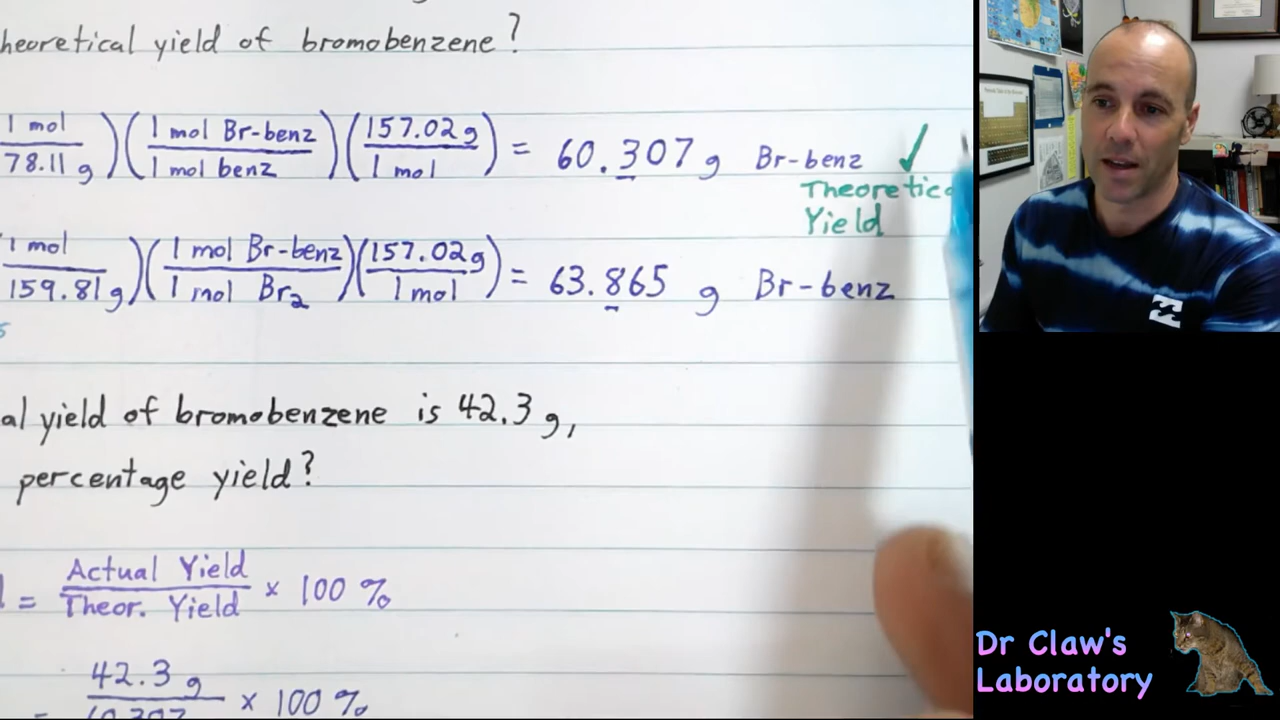 heoretical yield of bromobenzene?
(1 mol / 78.11 g)(1 mol Br-benz / 1 mol benz)(157.02 g / 1 mol) = 60.307 g Br-benz ✓
Theoretic
Yield
(1 mol / 159.81 g)(1 mol Br-benz / 1 mol Br₂)(157.02 g / 1 mol) = 63.865 g Br-benz
al yield of bromobenzene is 42.3 g,
percentage yield?
= Actual Yield / Theor. Yield × 100 %
= 42.3 g / 60.307 × 100 %
Dr Claw's
Laboratory